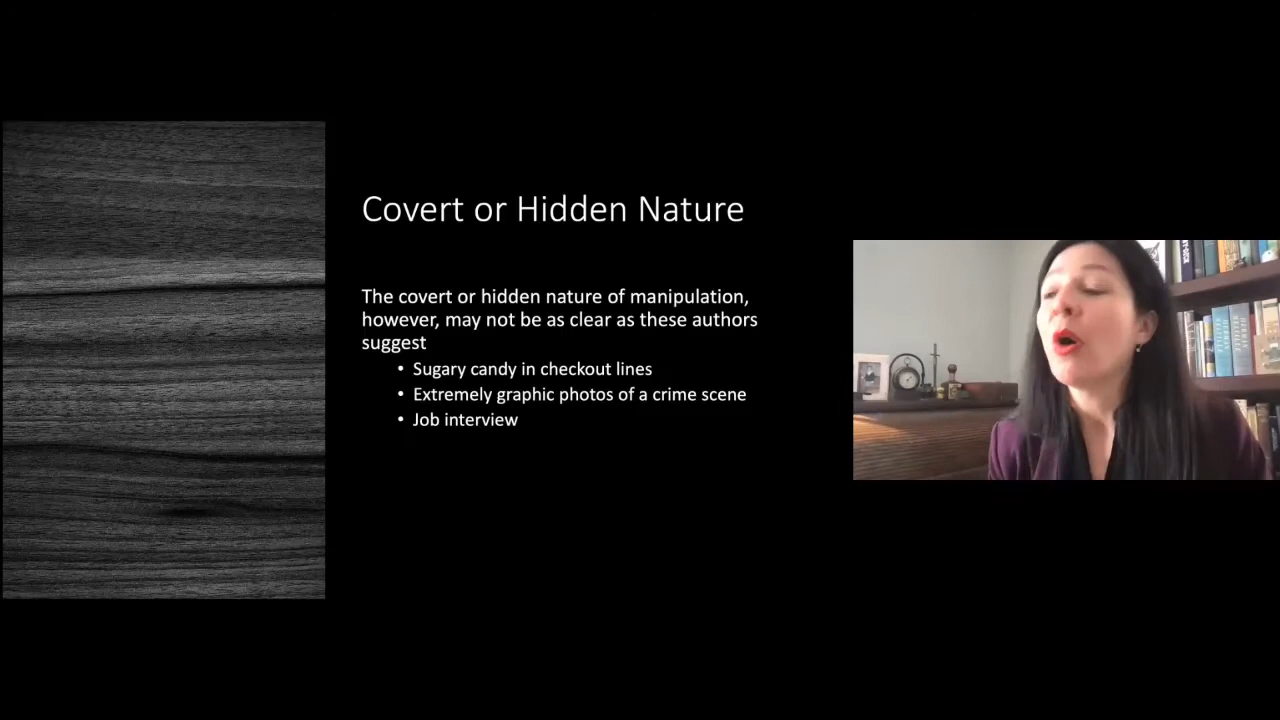 Covert or Hidden Nature
The covert or hidden nature of manipulation,
however, may not be as clear as these authors
suggest
• Sugary candy in checkout lines
• Extremely graphic photos of a crime scene
• Job interview